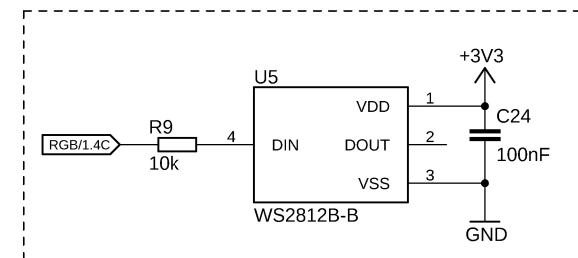 +3V3
U5
VDD 1
C24
R9
RGB/1.4C
10k
4
DIN
DOUT 2
100nF
VSS 3
WS2812B-B
GND